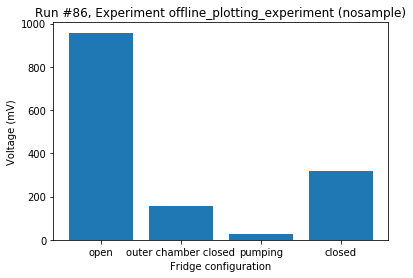 Run #86, Experiment offline_plotting_experiment (nosample)
1000
800
600
400
200
0
Voltage (mV)
open outer chamber closed pumping closed
Fridge configuration